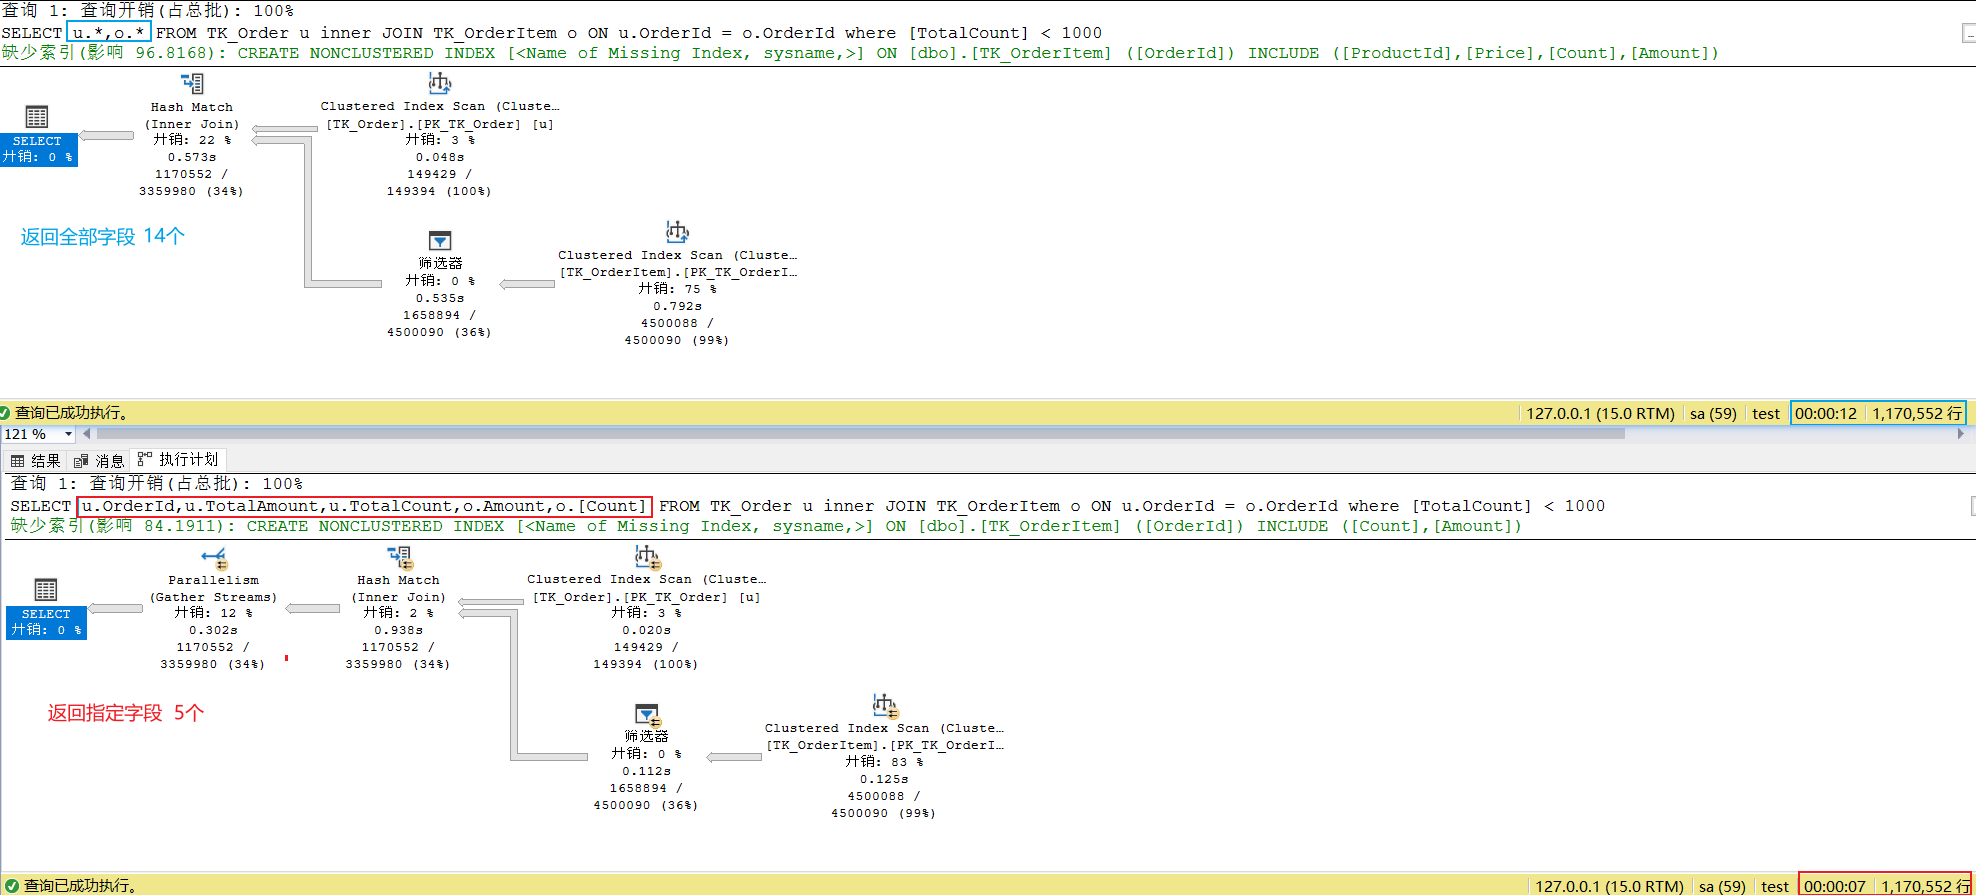 查询 1: 查询开销(占总批): 100%
SELECT u.*,o.* FROM TK_Order u inner JOIN TK_OrderItem o ON u.OrderId = o.OrderId where [TotalCount] < 1000
缺少索引(影响 96.8168): CREATE NONCLUSTERED INDEX [<Name of Missing Index, sysname,>] ON [dbo].[TK_OrderItem] ([OrderId]) INCLUDE ([ProductId],[Price],[Count],[Amount])
SELECT
开销: 0 %
Hash Match
(Inner Join)
开销: 22 %
0.573s
1170552 /
3359980 (34%)
Clustered Index Scan (Cluste…
[TK_Order].[PK_TK_Order] [u]
开销: 3 %
0.048s
149429 /
149394 (100%)
返回全部字段 14个
筛选器
开销: 0 %
0.535s
1658894 /
4500090 (36%)
Clustered Index Scan (Cluste…
[TK_OrderItem].[PK_TK_OrderI…
开销: 75 %
0.792s
4500088 /
4500090 (99%)
查询已成功执行。 127.0.0.1 (15.0 RTM) sa (59) test 00:00:12 1,170,552 行
121 %
结果 消息 执行计划
查询 1: 查询开销(占总批): 100%
SELECT u.OrderId,u.TotalAmount,u.TotalCount,o.Amount,o.[Count] FROM TK_Order u inner JOIN TK_OrderItem o ON u.OrderId = o.OrderId where [TotalCount] < 1000
缺少索引(影响 84.1911): CREATE NONCLUSTERED INDEX [<Name of Missing Index, sysname,>] ON [dbo].[TK_OrderItem] ([OrderId]) INCLUDE ([Count],[Amount])
SELECT
开销: 0 %
Parallelism
(Gather Streams)
开销: 12 %
0.302s
1170552 /
3359980 (34%)
Hash Match
(Inner Join)
开销: 2 %
0.938s
1170552 /
3359980 (34%)
Clustered Index Scan (Cluste…
[TK_Order].[PK_TK_Order] [u]
开销: 3 %
0.020s
149429 /
149394 (100%)
返回指定字段 5个
筛选器
开销: 0 %
0.112s
1658894 /
4500090 (36%)
Clustered Index Scan (Cluste…
[TK_OrderItem].[PK_TK_OrderI…
开销: 83 %
0.125s
4500088 /
4500090 (99%)
查询已成功执行。 127.0.0.1 (15.0 RTM) sa (59) test 00:00:07 1,170,552 行